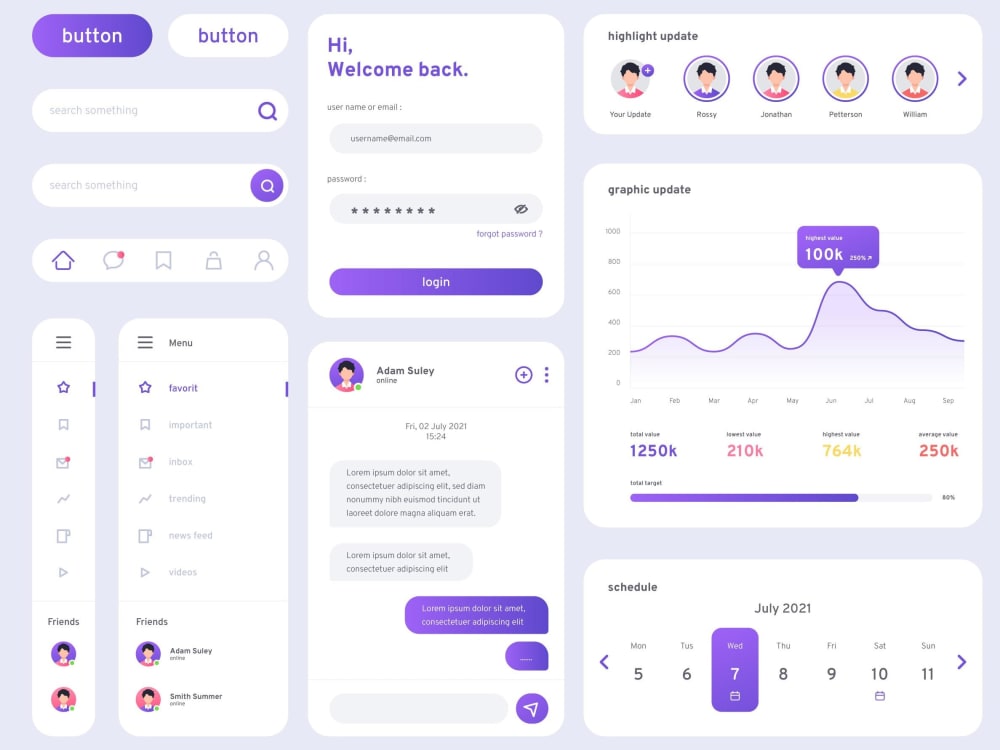 button
button
search something
search something
Menu
favorit
important
inbox
trending
news feed
videos
Friends
Friends
Adam Suley
online
Smith Summer
online
Hi,
Welcome back.
user name or email :
username@email.com
password :
* * * * * * * *
forgot password ?
login
Adam Suley
online
Fri, 02 July 2021
15:24
Lorem ipsum dolor sit amet,
consectetuer adipiscing elit, sed diam
nonummy nibh euismod tincidunt ut
laoreet dolore magna aliquam erat.
Lorem ipsum dolor sit amet,
consectetuer adipiscing elit
Lorem ipsum dolor sit amet,
consectetuer adipiscing elit
......
highlight update
Your Update
Rossy
Jonathan
Petterson
William
graphic update
1000
800
600
400
200
0
highest value
100k 250%
Jan Feb Mar Apr May Jun Jul Aug Sep
total value lowest value highest value average value
1250k 210k 764k 250k
total target
80%
schedule
July 2021
Mon Tus Wed Thu Fri Sat Sun
5 6 7 8 9 10 11